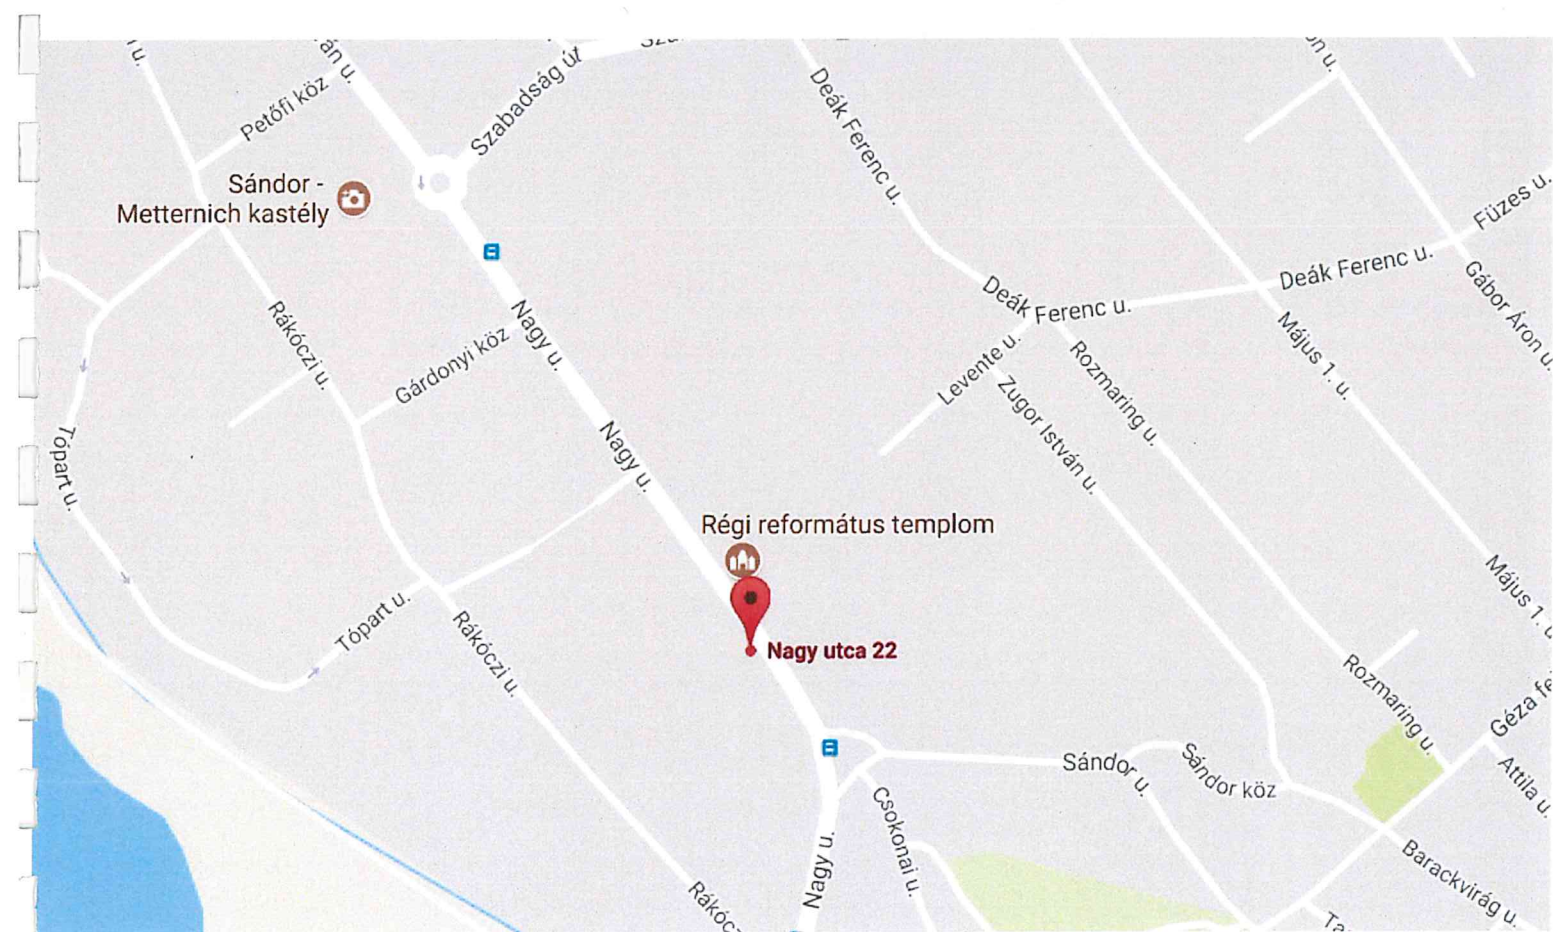 Petőfi köz
Szabadság út
Deák Ferenc u.
Sándor -
Metternich kastély
Füzes u.
Deák Ferenc u.
Gábor Áron u.
Deák Ferenc u.
Rákóczi u.
Nagy u.
Gárdonyi köz
Levente u.
Május 1. u.
Rozmaring u.
Zugor István u.
Tópart u.
Nagy u.
Régi református templom
Május 1. u
Tópart u.
Rákóczi u.
Nagy utca 22
Rozmaring u.
Géza fe
Sándor u.
Sándor köz
Attila u.
Csokonai u.
Nagy u.
Barackvirág u.
Rákóc